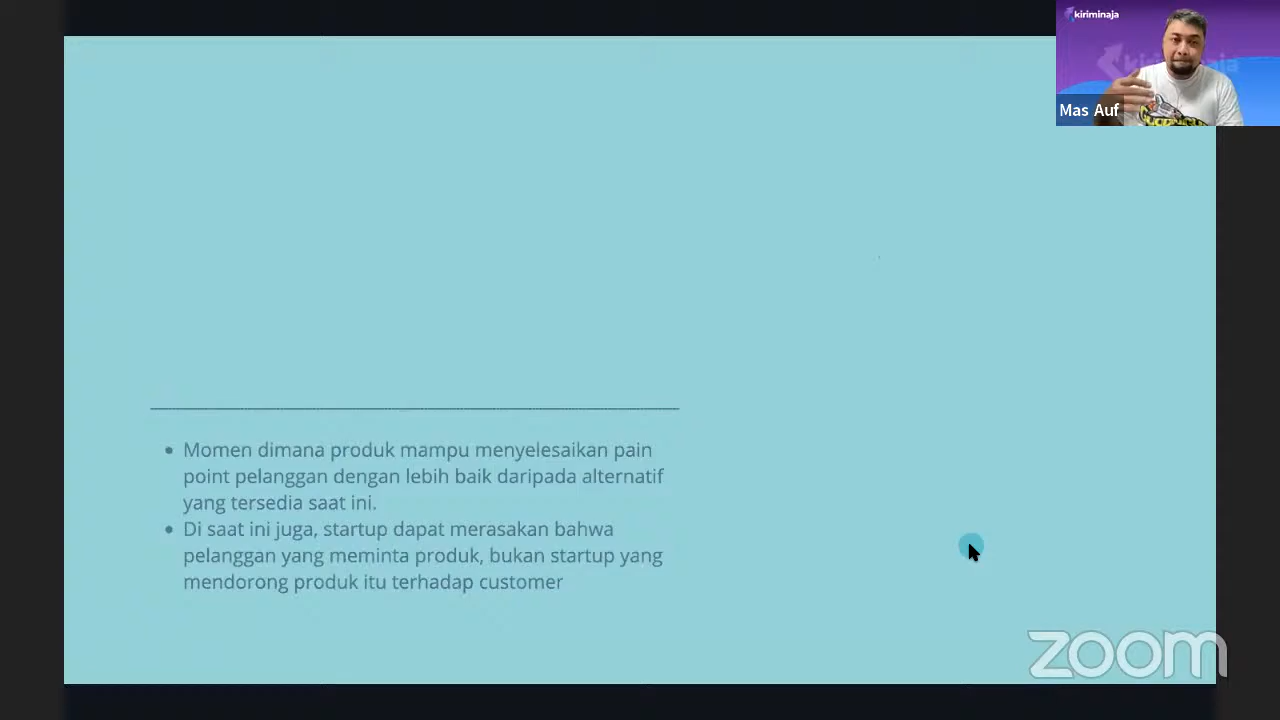 kiriminaja
Mas Auf
• Momen dimana produk mampu menyelesaikan pain
point pelanggan dengan lebih baik daripada alternatif
yang tersedia saat ini.
• Di saat ini juga, startup dapat merasakan bahwa
pelanggan yang meminta produk, bukan startup yang
mendorong produk itu terhadap customer
zoom